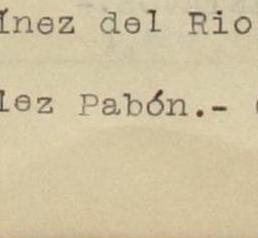 ínez del Rio
lez Pabón.-